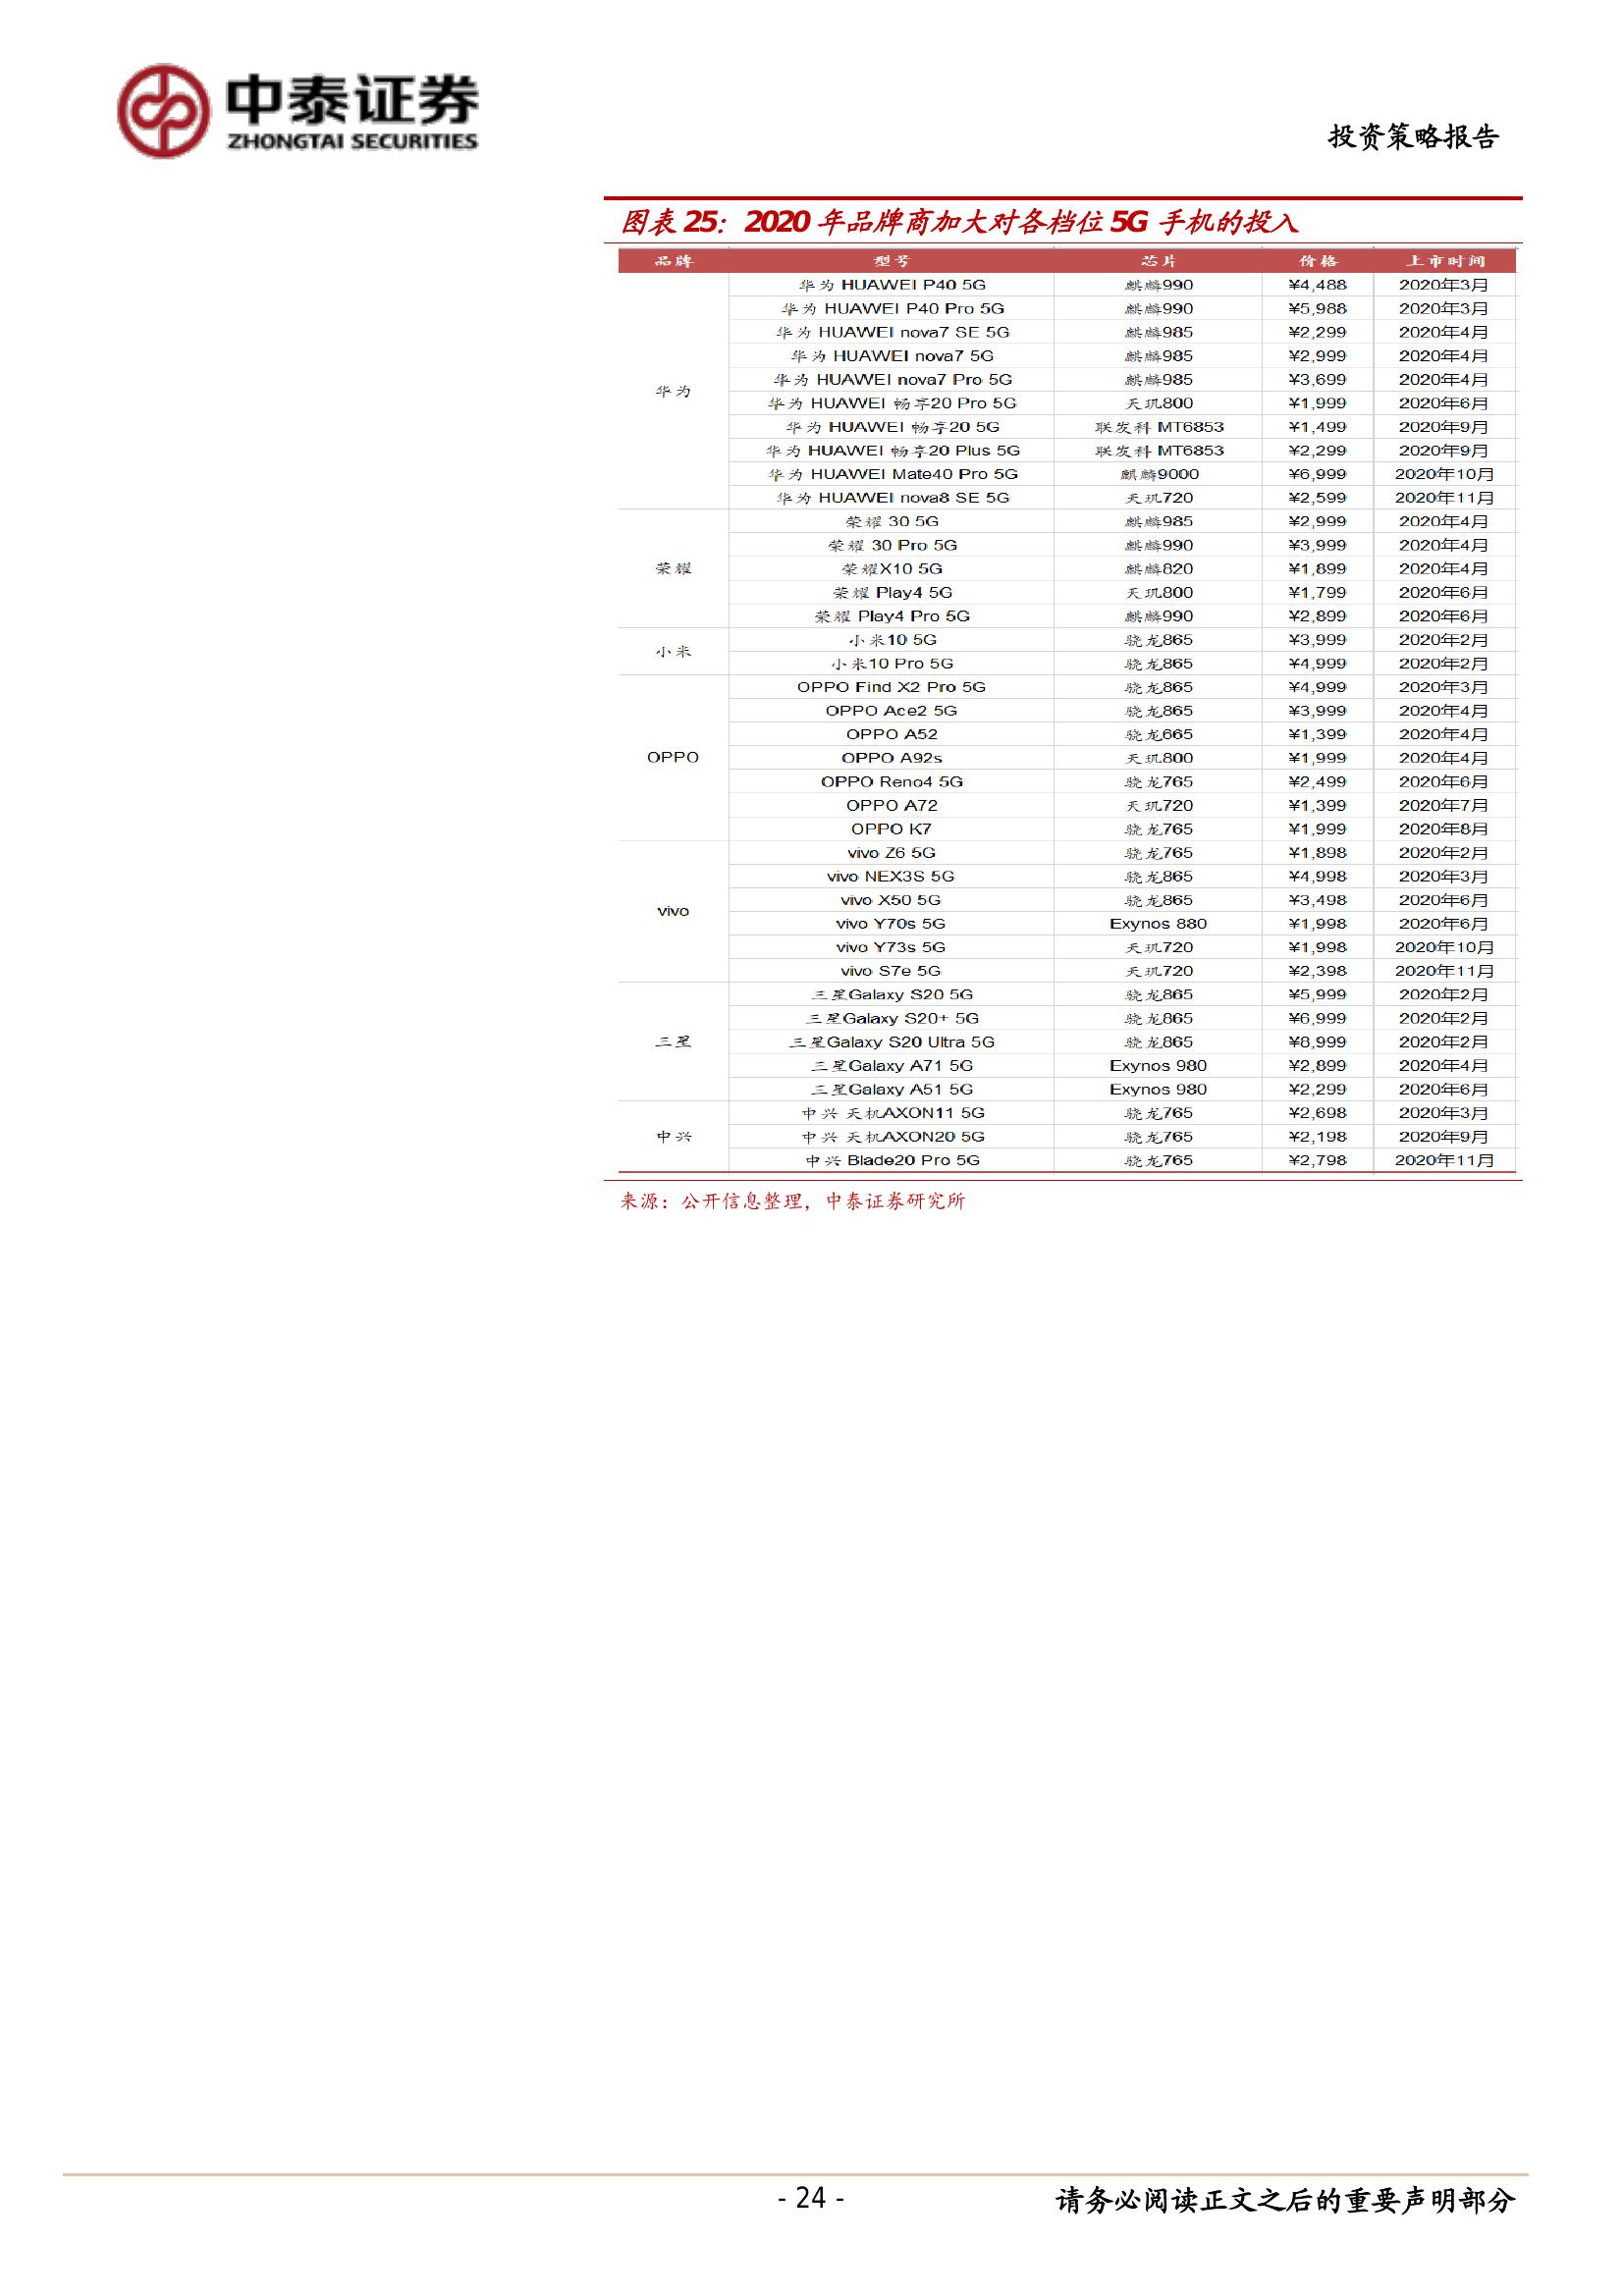 中泰证券
ZHONGTAI SECURITIES
投资策略报告
图表 25：2020 年品牌商加大对各档位 5G 手机的投入
品牌 型号 芯片 价格 上市时间
华为
华为 HUAWEI P40 5G 麒麟990 ¥4,488 2020年3月
华为 HUAWEI P40 Pro 5G 麒麟990 ¥5,988 2020年3月
华为 HUAWEI nova7 SE 5G 麒麟985 ¥2,299 2020年4月
华为 HUAWEI nova7 5G 麒麟985 ¥2,999 2020年4月
华为 HUAWEI nova7 Pro 5G 麒麟985 ¥3,699 2020年4月
华为 HUAWEI 畅享20 Pro 5G 天玑800 ¥1,999 2020年6月
华为 HUAWEI 畅享20 5G 联发科 MT6853 ¥1,499 2020年9月
华为 HUAWEI 畅享20 Plus 5G 联发科 MT6853 ¥2,299 2020年9月
华为 HUAWEI Mate40 Pro 5G 麒麟9000 ¥6,999 2020年10月
华为 HUAWEI nova8 SE 5G 天玑720 ¥2,599 2020年11月
荣耀
荣耀 30 5G 麒麟985 ¥2,999 2020年4月
荣耀 30 Pro 5G 麒麟990 ¥3,999 2020年4月
荣耀X10 5G 麒麟820 ¥1,899 2020年4月
荣耀 Play4 5G 天玑800 ¥1,799 2020年6月
荣耀 Play4 Pro 5G 麒麟990 ¥2,899 2020年6月
小米
小米10 5G 骁龙865 ¥3,999 2020年2月
小米10 Pro 5G 骁龙865 ¥4,999 2020年2月
OPPO
OPPO Find X2 Pro 5G 骁龙865 ¥4,999 2020年3月
OPPO Ace2 5G 骁龙865 ¥3,999 2020年4月
OPPO A52 骁龙665 ¥1,399 2020年4月
OPPO A92s 天玑800 ¥1,999 2020年4月
OPPO Reno4 5G 骁龙765 ¥2,499 2020年6月
OPPO A72 天玑720 ¥1,399 2020年7月
OPPO K7 骁龙765 ¥1,999 2020年8月
vivo
vivo Z6 5G 骁龙765 ¥1,898 2020年2月
vivo NEX3S 5G 骁龙865 ¥4,998 2020年3月
vivo X50 5G 骁龙865 ¥3,498 2020年6月
vivo Y70s 5G Exynos 880 ¥1,998 2020年6月
vivo Y73s 5G 天玑720 ¥1,998 2020年10月
vivo S7e 5G 天玑720 ¥2,398 2020年11月
三星
三星Galaxy S20 5G 骁龙865 ¥5,999 2020年2月
三星Galaxy S20+ 5G 骁龙865 ¥6,999 2020年2月
三星Galaxy S20 Ultra 5G 骁龙865 ¥8,999 2020年2月
三星Galaxy A71 5G Exynos 980 ¥2,899 2020年4月
三星Galaxy A51 5G Exynos 980 ¥2,299 2020年6月
中兴
中兴 天机AXON11 5G 骁龙765 ¥2,698 2020年3月
中兴 天机AXON20 5G 骁龙765 ¥2,198 2020年9月
中兴 Blade20 Pro 5G 骁龙765 ¥2,798 2020年11月
来源：公开信息整理，中泰证券研究所
- 24 -
请务必阅读正文之后的重要声明部分